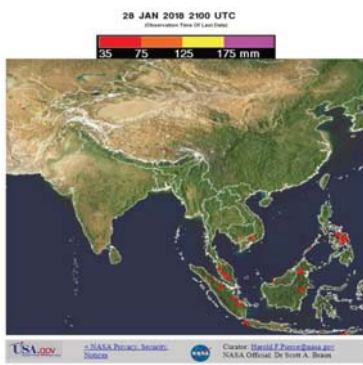 28 JAN 2018 2100 UTC
(Observation Time Of Last Data)
35 75 125 175 mm
USA.gov
+ NASA Privacy, Security,
Notices
NASA
Curator: Harold.F.Pierce@nasa.gov
NASA Official: Dr Scott A. Braun